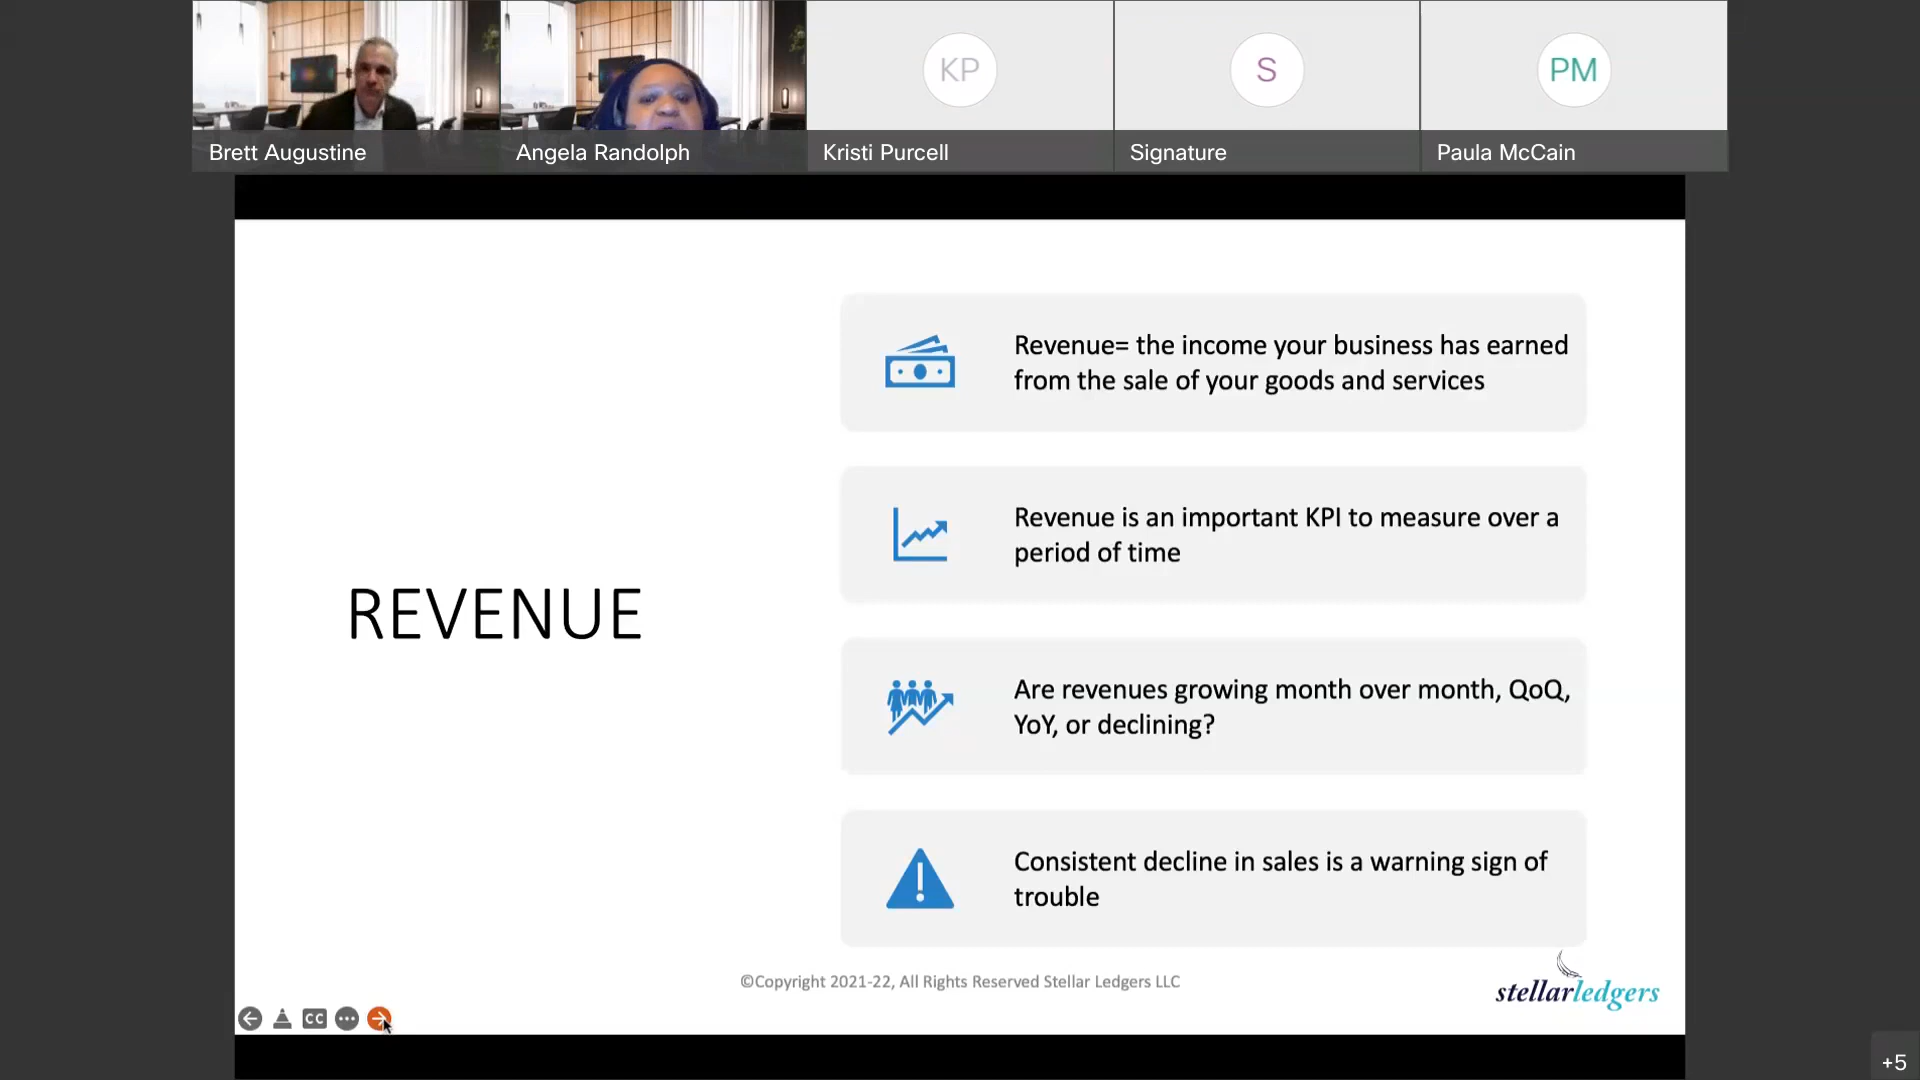 KP
S
PM
Brett Augustine
Angela Randolph
Kristi Purcell
Signature
Paula McCain
REVENUE
Revenue= the income your business has earned
from the sale of your goods and services
Revenue is an important KPI to measure over a
period of time
Are revenues growing month over month, QoQ,
YoY, or declining?
Consistent decline in sales is a warning sign of
trouble
©Copyright 2021-22, All Rights Reserved Stellar Ledgers LLC
stellarledgers
CC
+5